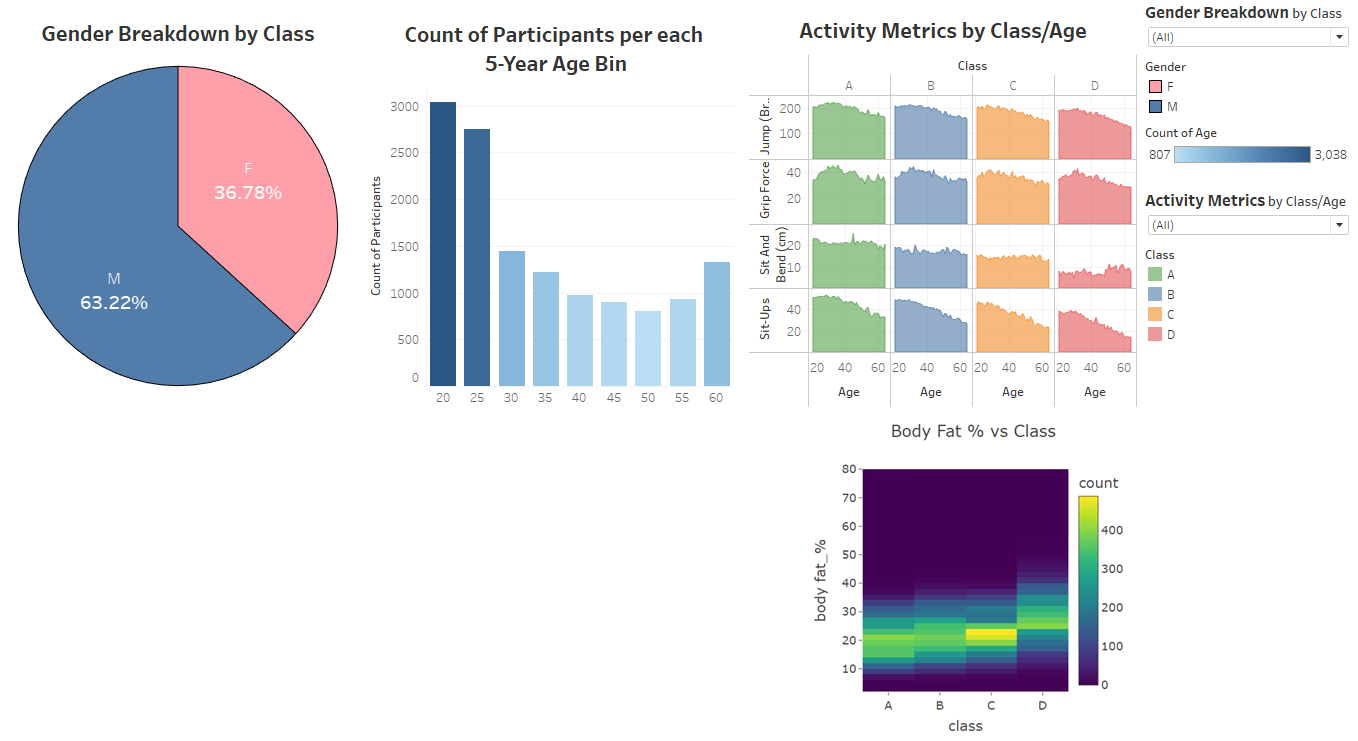 Gender Breakdown by Class
F
36.78%
M
63.22%
Count of Participants per each
5-Year Age Bin
Count of Participants
3000
2500
2000
1500
1000
500
0
20 25 30 35 40 45 50 55 60
Activity Metrics by Class/Age
Class
A B C D
Jump (Br..
200
100
Grip Force
40
20
Sit And
Bend (cm)
20
10
Sit-Ups
40
20
20 40 60 20 40 60 20 40 60 20 40 60
Age Age Age Age
Gender Breakdown by Class
(All)
Gender
F
M
Count of Age
807 3,038
Activity Metrics by Class/Age
(All)
Class
A
B
C
D
Body Fat % vs Class
body fat_%
80
70
60
50
40
30
20
10
A B C D
class
count
400
300
200
100
0